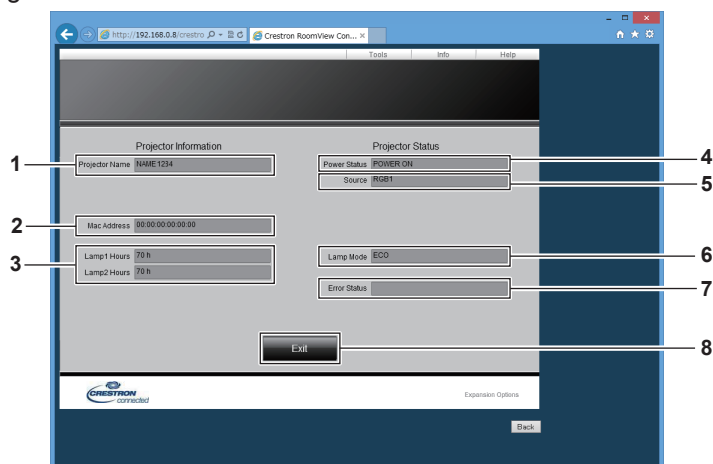 http://192.168.0.8/crestro
Crestron RoomView Con... ×
Tools Info Help
Projector Information
Projector Status
1
Projector Name NAME1234
Power Status POWER ON
4
Source RGB1
5
2
Mac Address 00:00:00:00:00:00
3
Lamp1 Hours 70 h
Lamp2 Hours 70 h
Lamp Mode ECO
6
Error Status
7
Exit
8
CRESTRON
connected
Expansion Options
Back